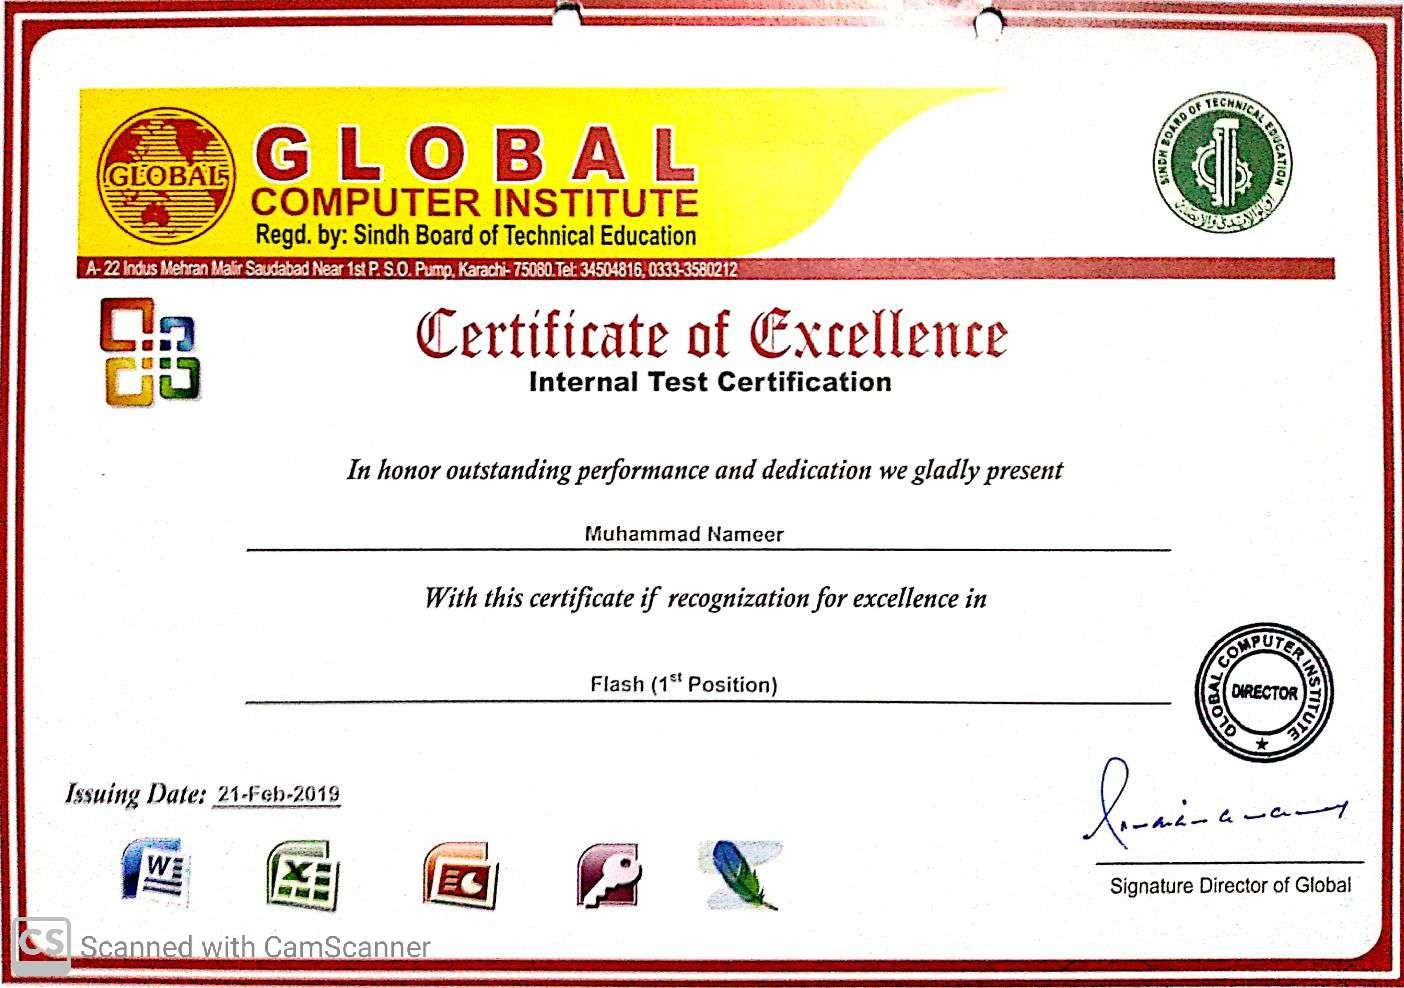 GLOBAL
GLOBAL
COMPUTER INSTITUTE
Regd. by: Sindh Board of Technical Education
A- 22 Indus Mehran Malir Saudabad Near 1st P. S.O. Pump, Karachi- 75080.Tel: 34504816, 0333-3580212
SINDH BOARD OF TECHNICAL EDUCATION
Certificate of Excellence
Internal Test Certification
In honor outstanding performance and dedication we gladly present
Muhammad Nameer
With this certificate if recognization for excellence in
Flash (1st Position)
GLOBAL COMPUTER INSTITUTE
DIRECTOR
Issuing Date: 21-Feb-2019
W
X
Signature Director of Global
CS Scanned with CamScanner